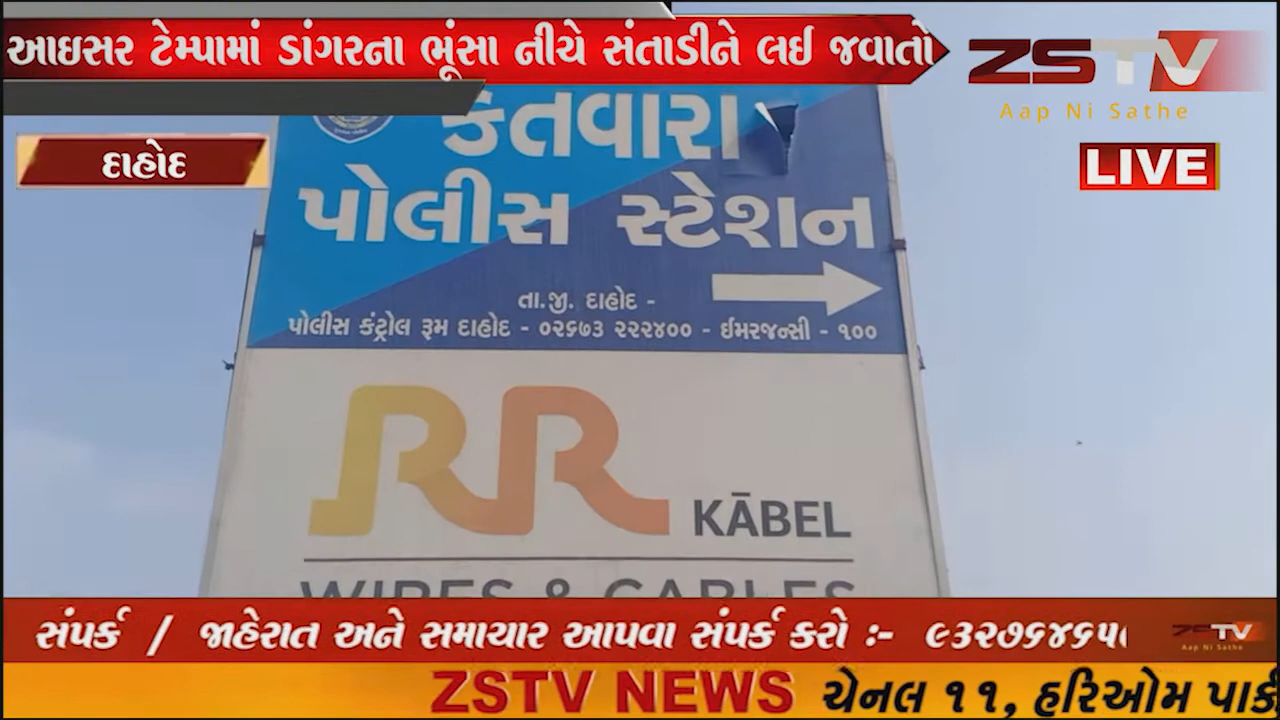 આઇસર ટેમ્પામાં ડાંગરના ભૂંસા નીચે સંતાડીને લઈ જવાતો
ZSTV
Aap Ni Sathe
દાહોદ
LIVE
કતવારા
પોલીસ સ્ટેશન
તા.જી. દાહોદ -
પોલીસ કંટ્રોલ રૂમ દાહોદ - ૦૨૬૭૩ ૨૨૨૪૦૦ - ઈમરજન્સી - ૧૦૦
RR KĀBEL
WIRES & CABLES
સંપર્ક / જાહેરાત અને સમાચાર આપવા સંપર્ક કરો :- ૯૩૨૭૬૪૬૫
ZSTV
Aap Ni Sathe
ZSTV NEWS ચેનલ ૧૧, હરિઓમ પાર્ક